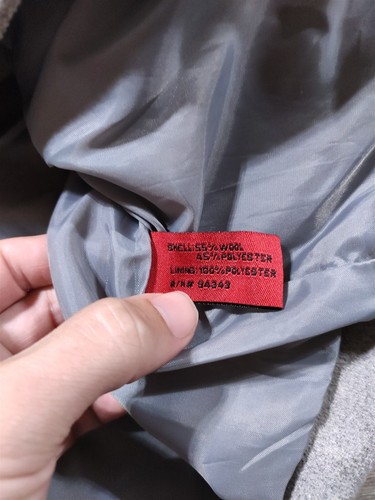 SHELL:55% WOOL
45% POLYESTER
LINING: 100% POLYESTER
R/N# 94343